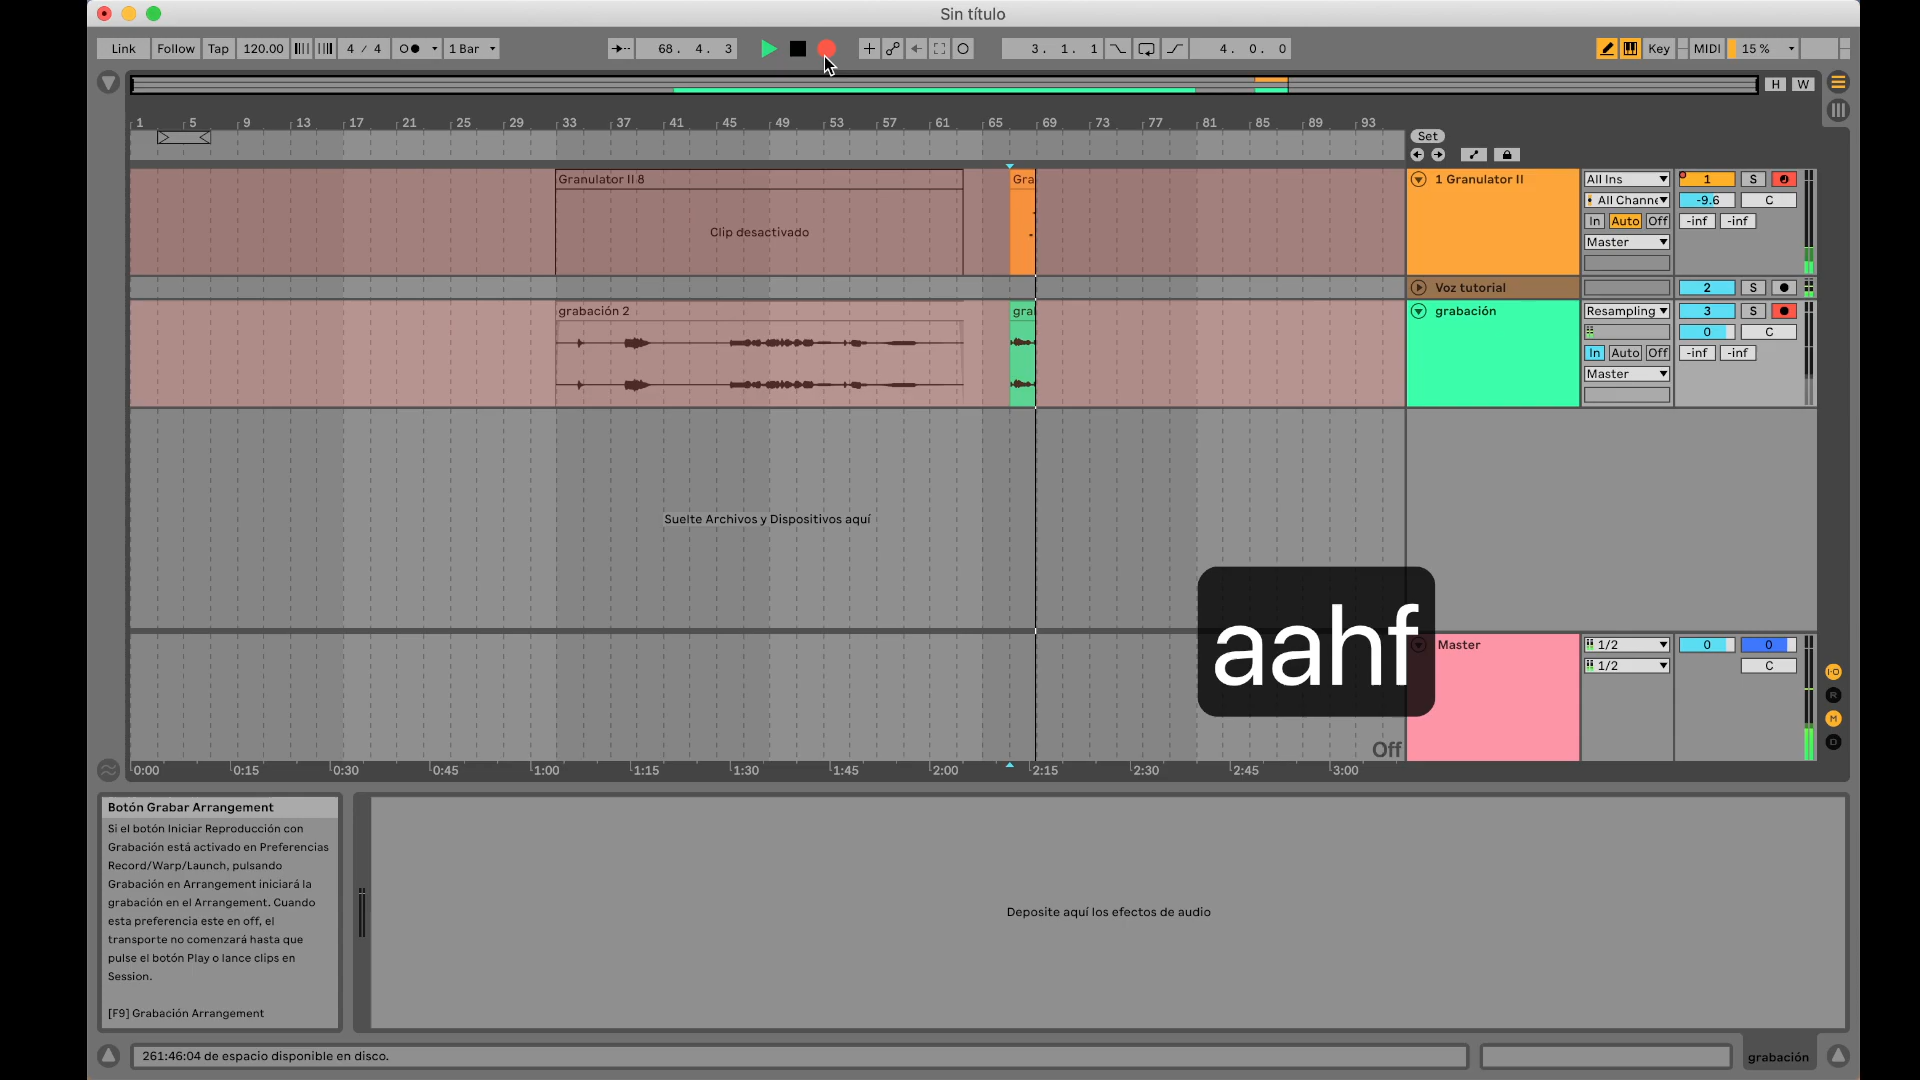 Sin título
Link Follow Tap 120.00 4 / 4 1 Bar 68. 4. 3 3. 1. 1 4. 0. 0 Key MIDI 15 %
H W
1 5 9 13 17 21 25 29 33 37 41 45 49 53 57 61 65 69 73 77 81 85 89 93
Set
Granulator II 8 Gra 1 Granulator II All Ins 1 S
All Channe -9.6 C
In Auto Off -inf -inf
Clip desactivado
Master
Voz tutorial 2 S
grabación 2 gral grabación Resampling 3 S
0 C
In Auto Off -inf -inf
Master
Suelte Archivos y Dispositivos aquí
aahf
Master 1/2 0 0
1/2 C
I·O
R
M
D
Off
0:00 0:15 0:30 0:45 1:00 1:15 1:30 1:45 2:00 2:15 2:30 2:45 3:00
Botón Grabar Arrangement
Si el botón Iniciar Reproducción con
Grabación está activado en Preferencias
Record/Warp/Launch, pulsando
Grabación en Arrangement iniciará la
grabación en el Arrangement. Cuando
esta preferencia este en off, el
transporte no comenzará hasta que
pulse el botón Play o lance clips en
Session.
[F9] Grabación Arrangement
Deposite aquí los efectos de audio
261:46:04 de espacio disponible en disco.
grabación